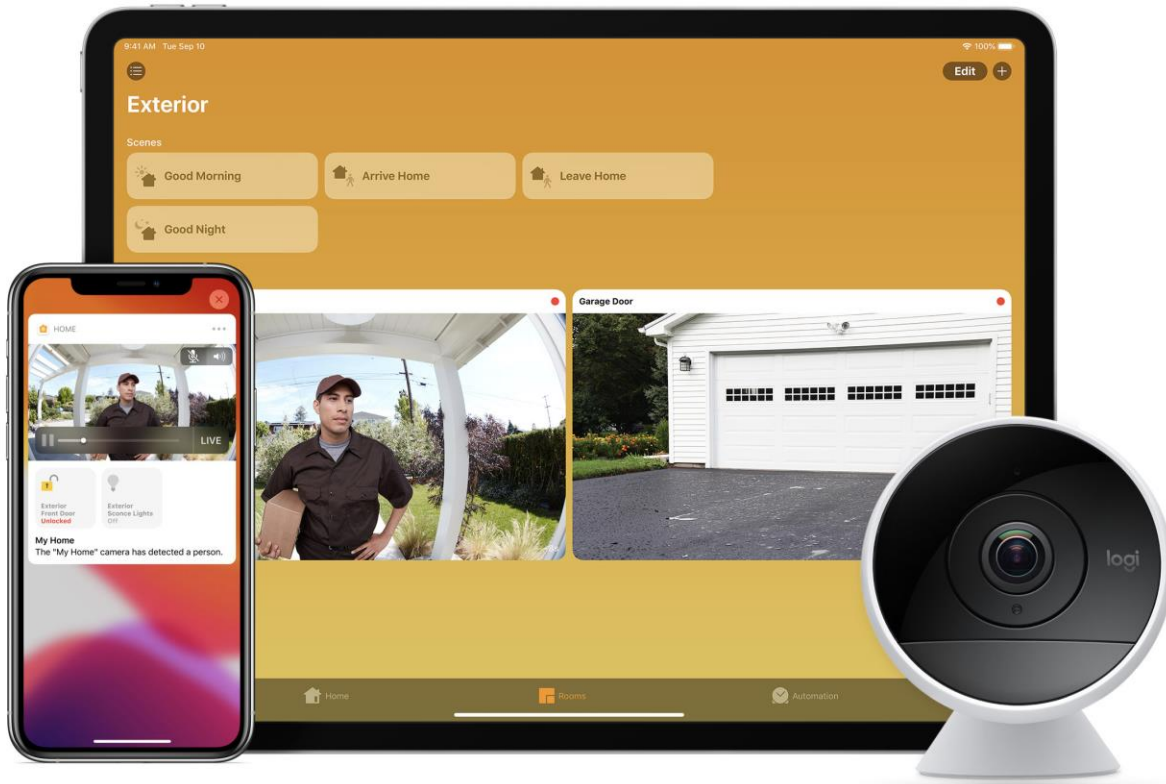 9:41 AM Tue Sep 10
100%
Edit
Exterior
Scenes
Good Morning
Arrive Home
Leave Home
Good Night
Garage Door
HOME
LIVE
Exterior
Front Door
Unlocked
Exterior
Sconce Lights
Off
My Home
The "My Home" camera has detected a person.
logi
Home
Rooms
Automation